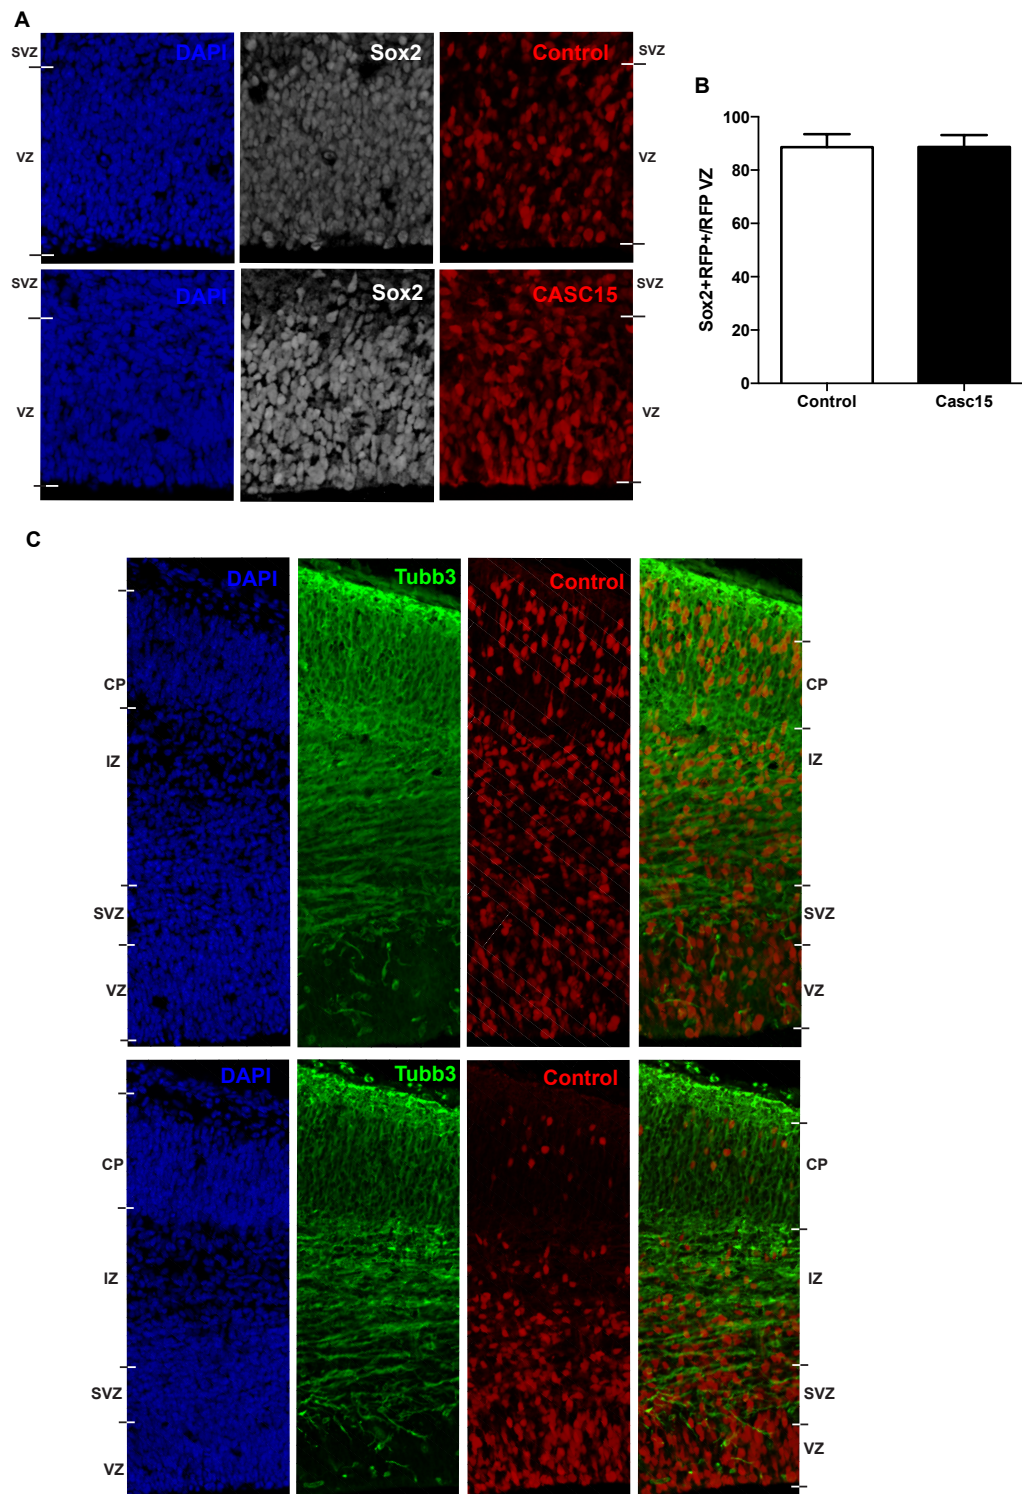 A
SVZ
DAPI
Sox2
Control
SVZ
VZ
VZ
SVZ
DAPI
Sox2
CASC15
SVZ
VZ
VZ
B
Sox2+RFP+/RFP VZ
100
80
60
40
20
0
Control
Casc15
C
DAPI
Tubb3
Control
CP
CP
IZ
IZ
SVZ
SVZ
VZ
VZ
DAPI
Tubb3
Control
CP
CP
IZ
IZ
SVZ
SVZ
VZ
VZ